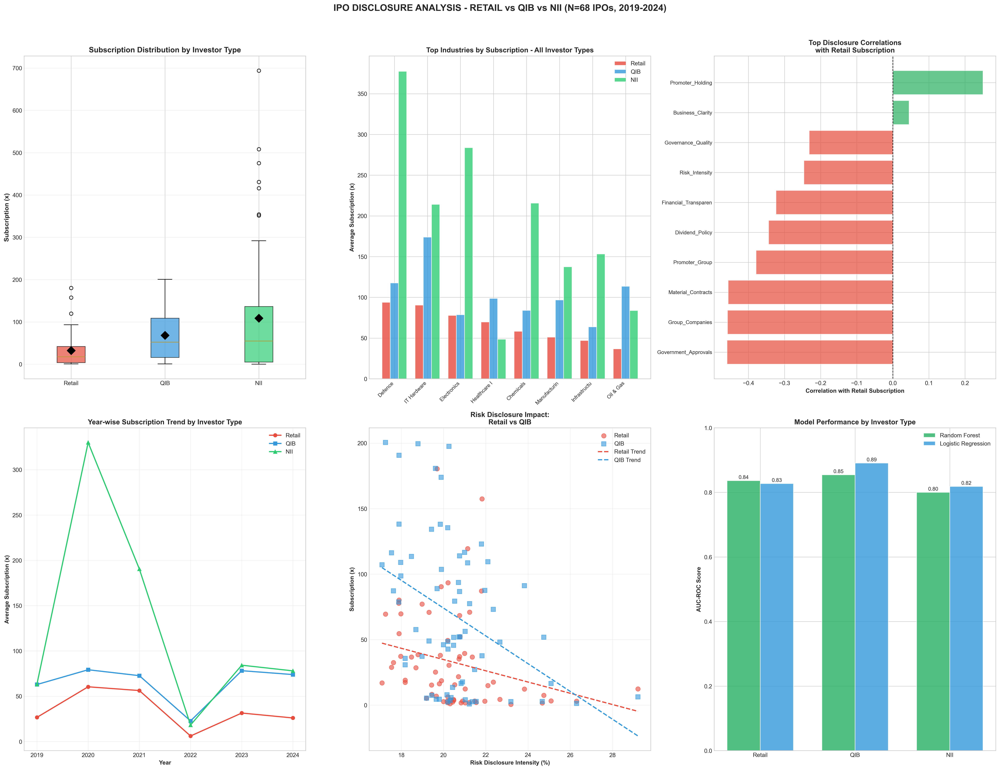 IPO DISCLOSURE ANALYSIS - RETAIL vs QIB vs NII (N=68 IPOs, 2019-2024)
Subscription Distribution by Investor Type
Subscription (x)
700
600
500
400
300
200
100
0
Retail
QIB
NII
Top Industries by Subscription - All Investor Types
Retail
QIB
NII
Average Subscription (x)
350
300
250
200
150
100
50
0
Defence
IT Hardware
Electronics
Healthcare I
Chemicals
Manufacturin
Infrastructu
Oil & Gas
Top Disclosure Correlations
with Retail Subscription
Promoter_Holding
Business_Clarity
Governance_Quality
Risk_Intensity
Financial_Transparen
Dividend_Policy
Promoter_Group
Material_Contracts
Group_Companies
Government_Approvals
−0.4
−0.3
−0.2
−0.1
0.0
0.1
0.2
Correlation with Retail Subscription
Year-wise Subscription Trend by Investor Type
Retail
QIB
NII
Average Subscription (x)
300
250
200
150
100
50
0
2019
2020
2021
2022
2023
2024
Year
Risk Disclosure Impact:
Retail vs QIB
Retail
QIB
Retail Trend
QIB Trend
Subscription (x)
200
150
100
50
0
18
20
22
24
26
28
Risk Disclosure Intensity (%)
Model Performance by Investor Type
Random Forest
Logistic Regression
AUC-ROC Score
1.0
0.8
0.6
0.4
0.2
0.0
0.84
0.83
0.85
0.89
0.80
0.82
Retail
QIB
NII